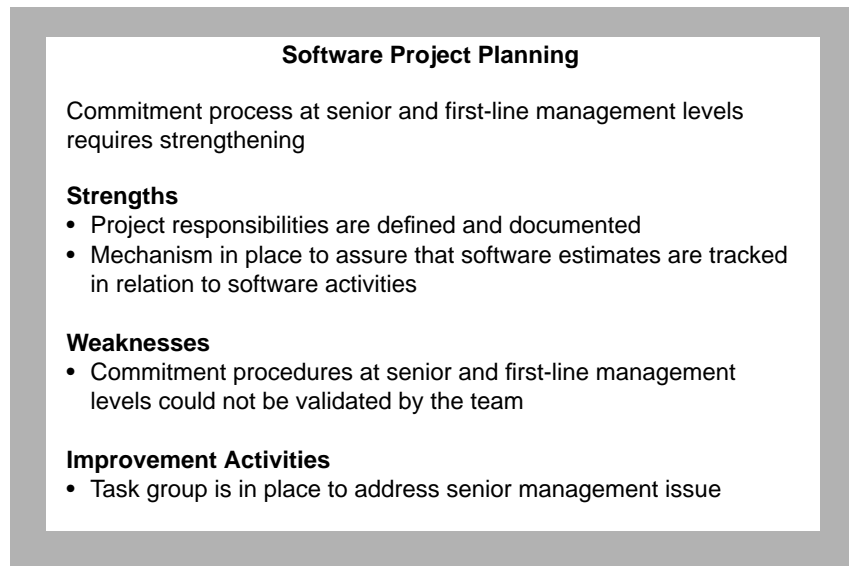 Software Project Planning
Commitment process at senior and first-line management levels
requires strengthening
Strengths
• Project responsibilities are defined and documented
• Mechanism in place to assure that software estimates are tracked
in relation to software activities
Weaknesses
• Commitment procedures at senior and first-line management
levels could not be validated by the team
Improvement Activities
• Task group is in place to address senior management issue